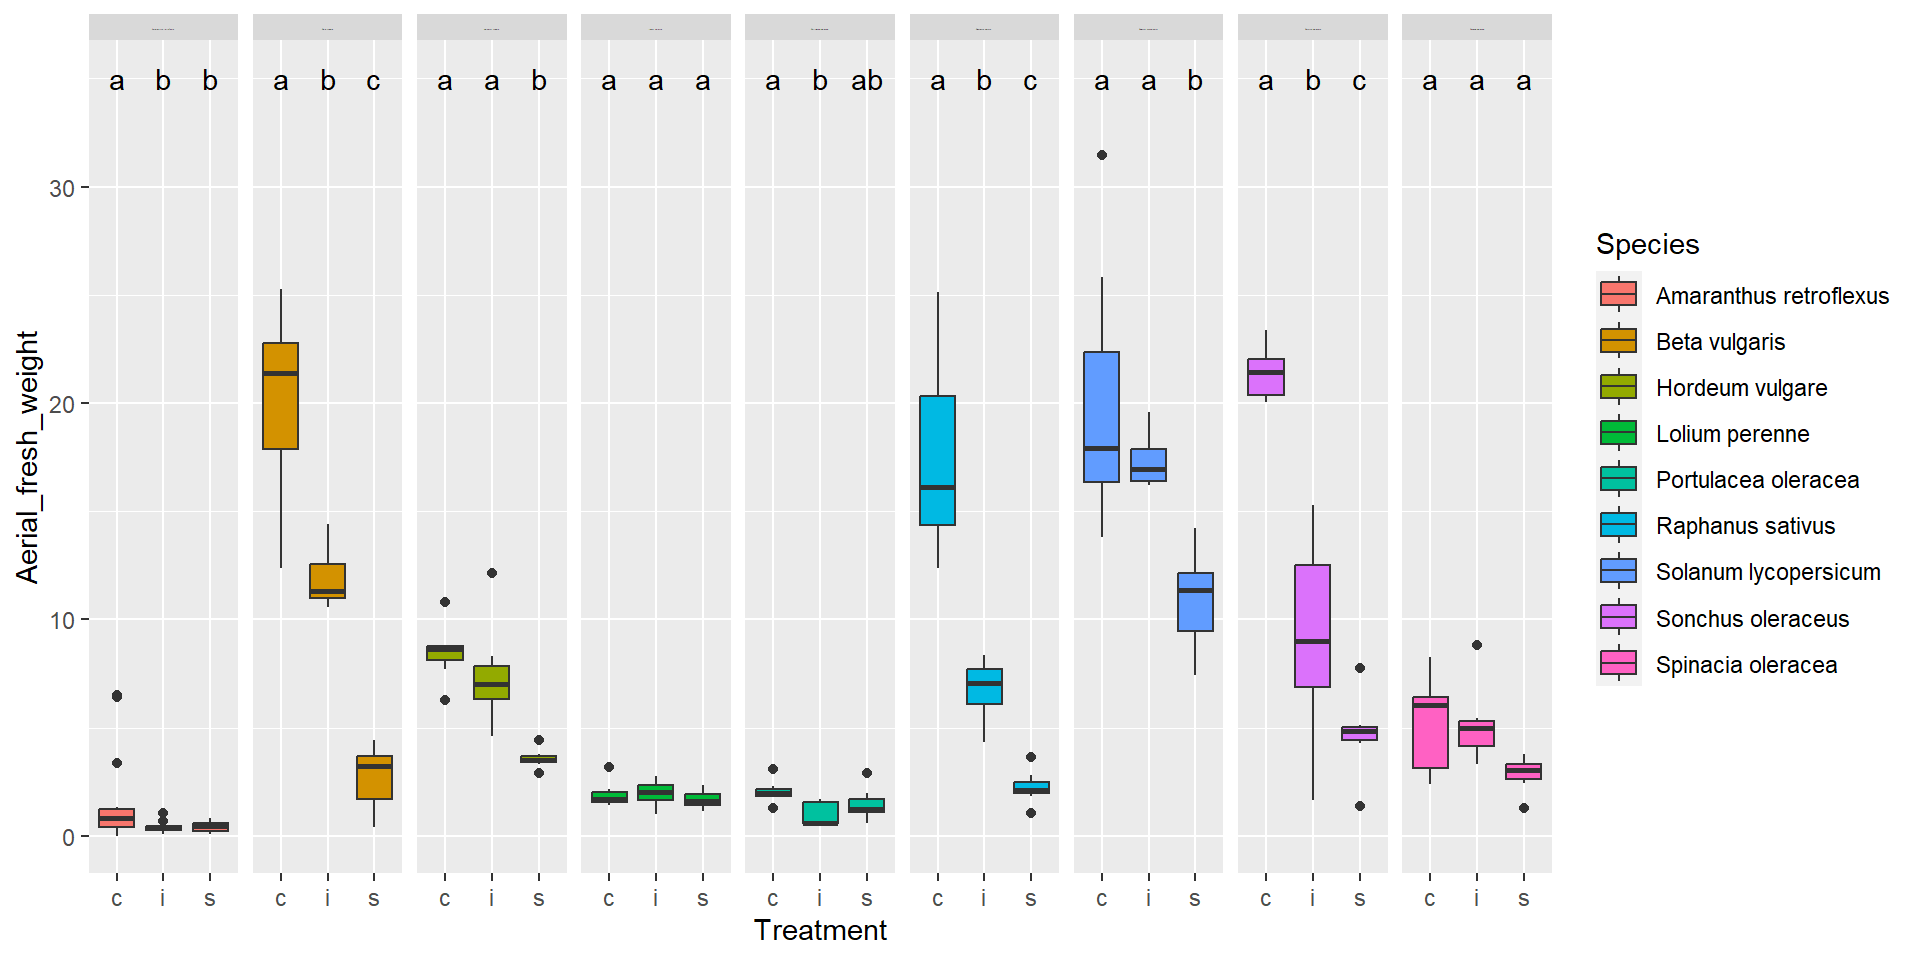 a b b a b c a a b a a a a b ab a b c a a b a b c a a a
30
20
10
0
Aerial_fresh_weight
c i s c i s c i s c i s c i s c i s c i s c i s c i s
Treatment
Species
Amaranthus retroflexus
Beta vulgaris
Hordeum vulgare
Lolium perenne
Portulacea oleracea
Raphanus sativus
Solanum lycopersicum
Sonchus oleraceus
Spinacia oleracea